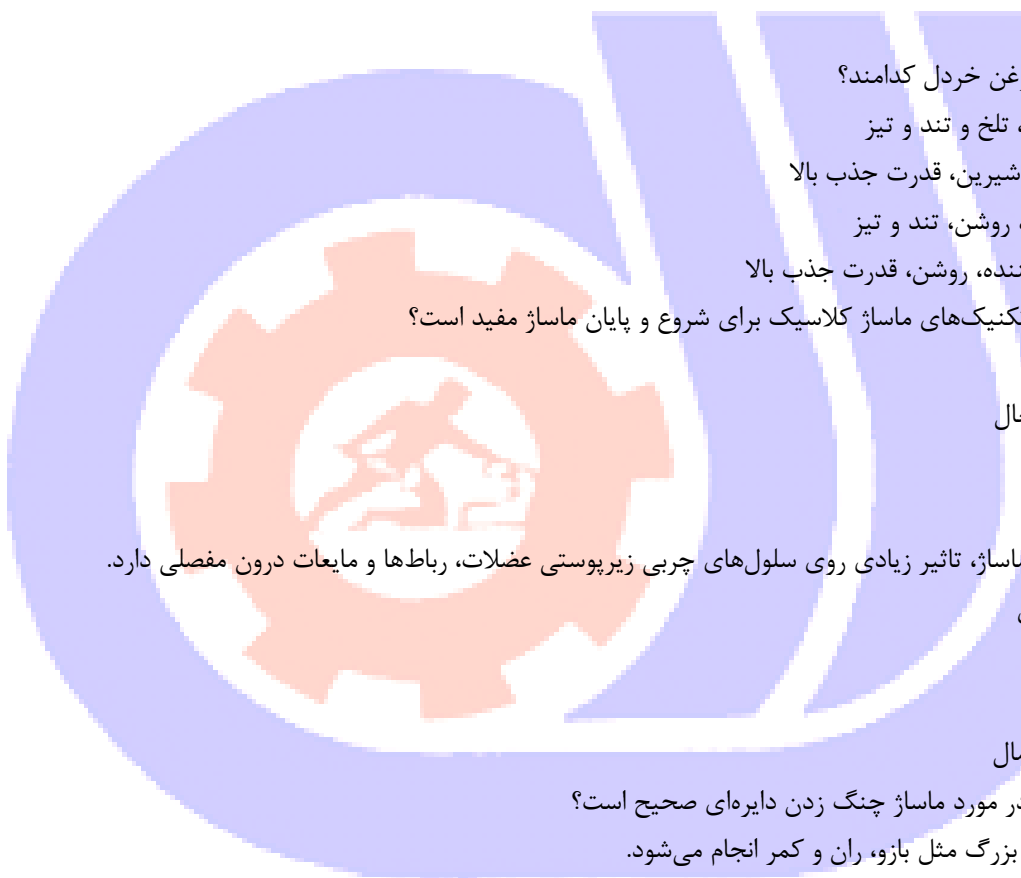 غن خردل کدامند؟
، تلخ و تند و تیز
شیرین، قدرت جذب بالا
، روشن، تند و تیز
ننده، روشن، قدرت جذب بالا
کنیک‌های ماساژ کلاسیک برای شروع و پایان ماساژ مفید است؟
ال
ماساژ، تاثیر زیادی روی سلول‌های چربی زیرپوستی عضلات، رباط‌ها و مایعات درون مفصلی دارد.
،
ال
در مورد ماساژ چنگ زدن دایره‌ای صحیح است؟
بزرگ مثل بازو، ران و کمر انجام می‌شود.